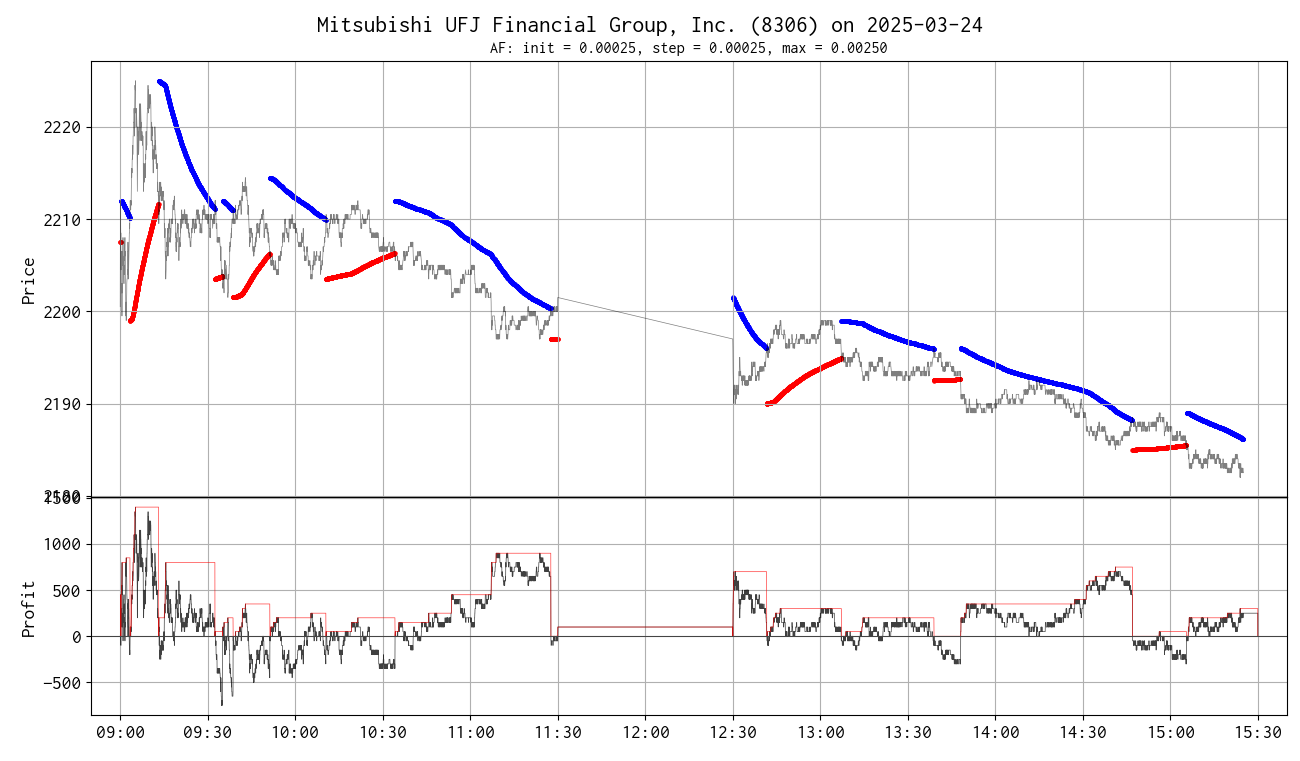 Mitsubishi UFJ Financial Group, Inc. (8306) on 2025-03-24
AF: init = 0.00025, step = 0.00025, max = 0.00250
Price
2220
2210
2200
2190
2180
1500
1000
500
0
−500
Profit
09:00 09:30 10:00 10:30 11:00 11:30 12:00 12:30 13:00 13:30 14:00 14:30 15:00 15:30